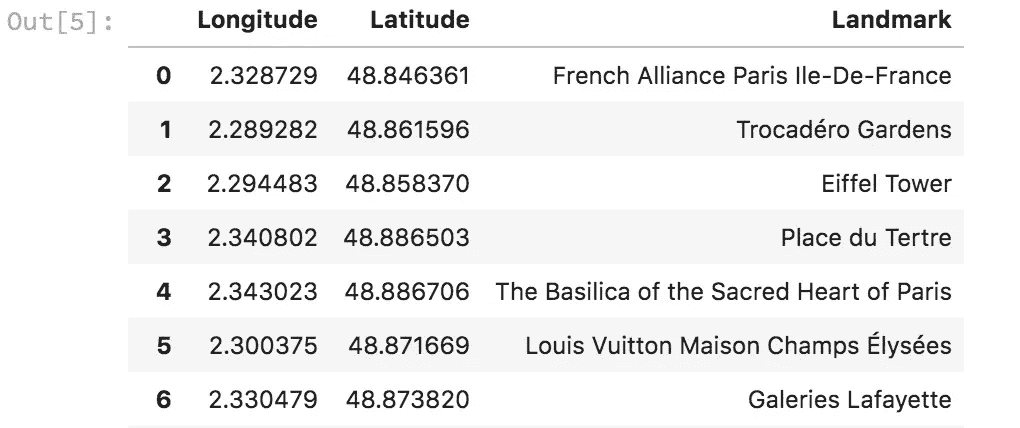 Out[5]: Longitude Latitude Landmark
0 2.328729 48.846361 French Alliance Paris Ile-De-France
1 2.289282 48.861596 Trocadéro Gardens
2 2.294483 48.858370 Eiffel Tower
3 2.340802 48.886503 Place du Tertre
4 2.343023 48.886706 The Basilica of the Sacred Heart of Paris
5 2.300375 48.871669 Louis Vuitton Maison Champs Élysées
6 2.330479 48.873820 Galeries Lafayette